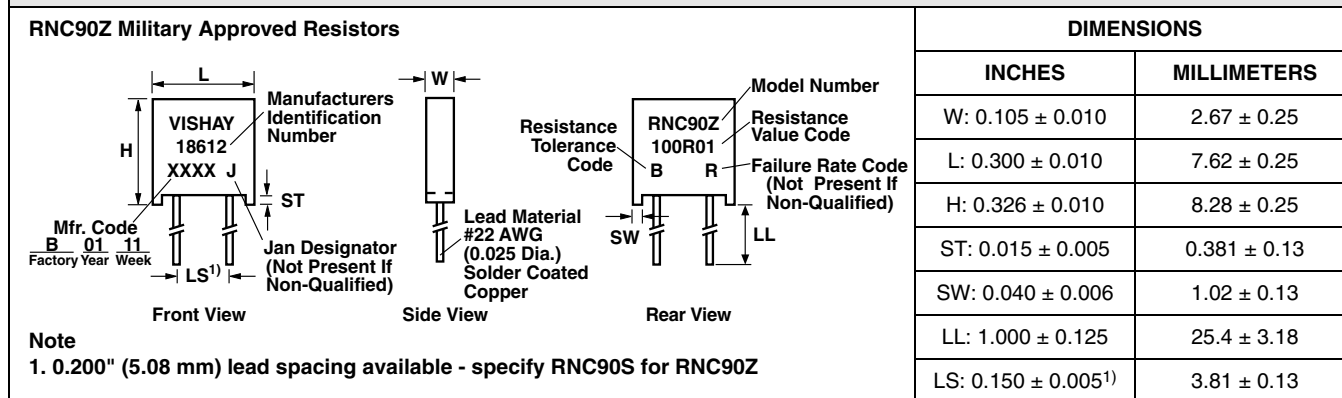 RNC90Z Military Approved Resistors
L
H
VISHAY
18612
XXXX J
Manufacturers
Identification
Number
ST
Mfr. Code
B 01 11
Factory Year Week
LS1)
Jan Designator
(Not Present If
Non-Qualified)
Front View
W
Lead Material
#22 AWG
(0.025 Dia.)
Solder Coated
Copper
Side View
Resistance
Tolerance
Code
RNC90Z
100R01
B R
Model Number
Resistance
Value Code
Failure Rate Code
(Not Present If
Non-Qualified)
SW
LL
Rear View
Note
1. 0.200" (5.08 mm) lead spacing available - specify RNC90S for RNC90Z
DIMENSIONS
INCHES MILLIMETERS
W: 0.105 ± 0.010 2.67 ± 0.25
L: 0.300 ± 0.010 7.62 ± 0.25
H: 0.326 ± 0.010 8.28 ± 0.25
ST: 0.015 ± 0.005 0.381 ± 0.13
SW: 0.040 ± 0.006 1.02 ± 0.13
LL: 1.000 ± 0.125 25.4 ± 3.18
LS: 0.150 ± 0.0051) 3.81 ± 0.13